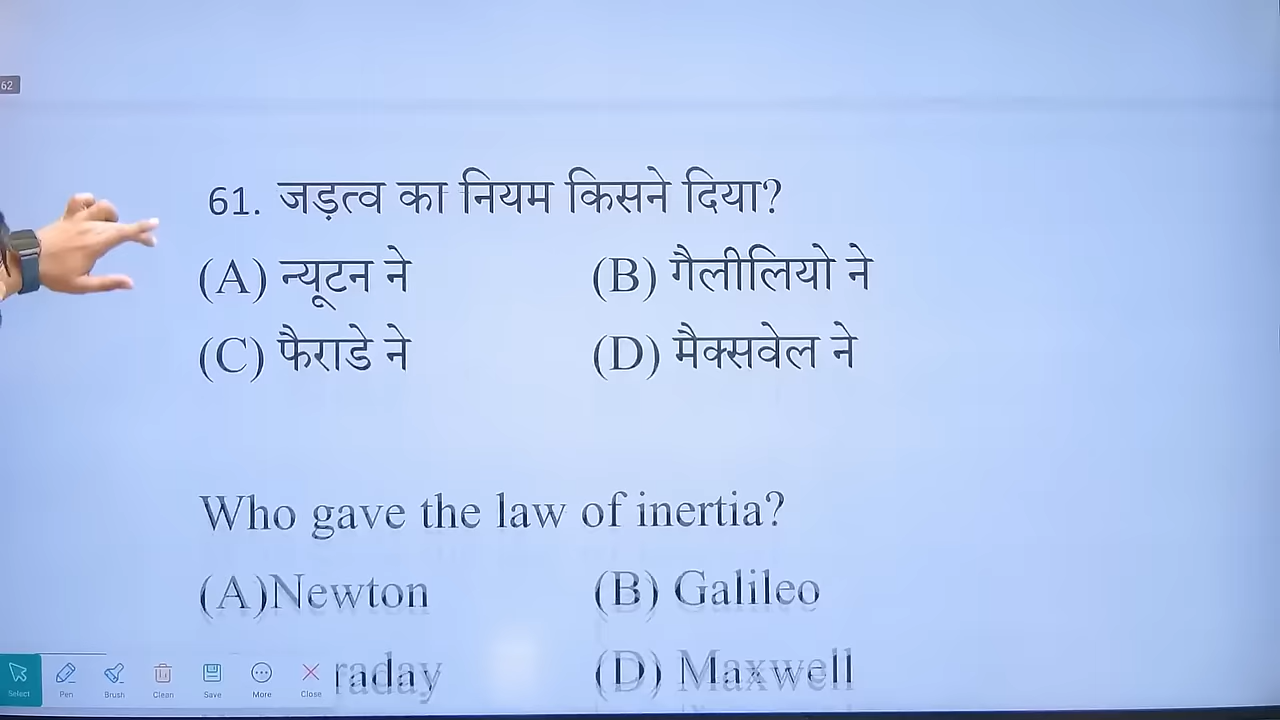 62
61. जड़त्व का नियम किसने दिया?
(A) न्यूटन ने (B) गैलीलियो ने
(C) फैराडे ने (D) मैक्सवेल ने
Who gave the law of inertia?
(A)Newton (B) Galileo
raday (D) Maxwell
Select Pen Brush Clean Save More Close